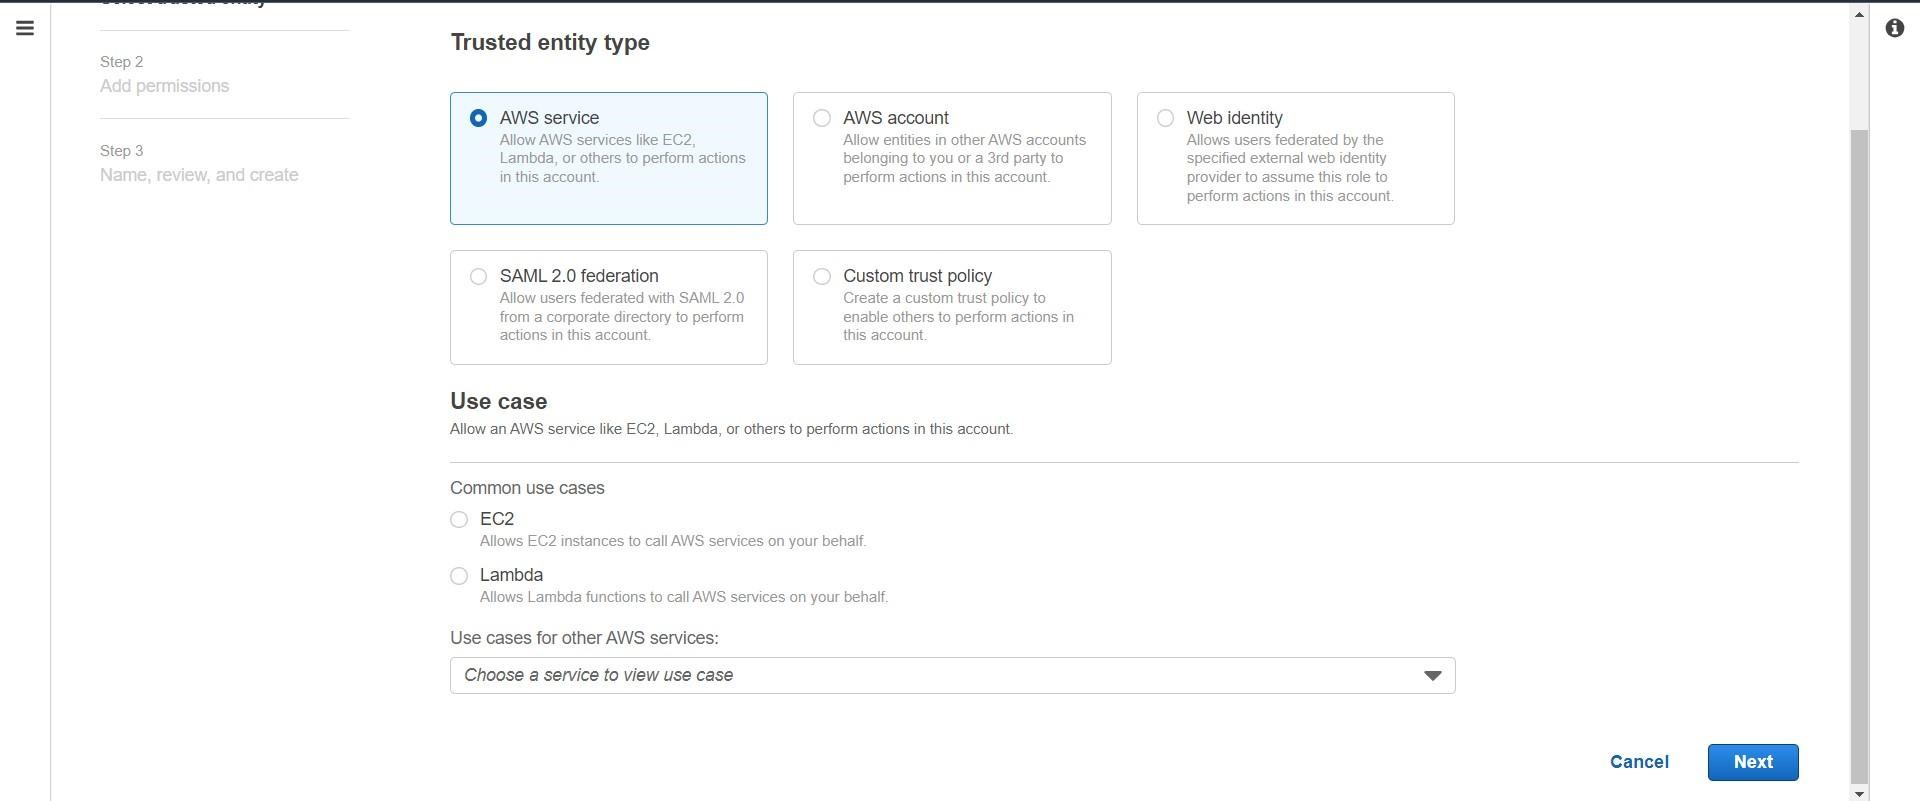 Select trusted entity
Step 2
Add permissions
Step 3
Name, review, and create
Trusted entity type
AWS service
Allow AWS services like EC2,
Lambda, or others to perform actions
in this account.
AWS account
Allow entities in other AWS accounts
belonging to you or a 3rd party to
perform actions in this account.
Web identity
Allows users federated by the
specified external web identity
provider to assume this role to
perform actions in this account.
SAML 2.0 federation
Allow users federated with SAML 2.0
from a corporate directory to perform
actions in this account.
Custom trust policy
Create a custom trust policy to
enable others to perform actions in
this account.
Use case
Allow an AWS service like EC2, Lambda, or others to perform actions in this account.
Common use cases
EC2
Allows EC2 instances to call AWS services on your behalf.
Lambda
Allows Lambda functions to call AWS services on your behalf.
Use cases for other AWS services:
Choose a service to view use case
Cancel
Next